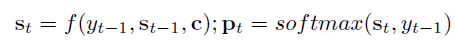 s_t = f(y_{t−1}, s_{t−1}, c); p_t = softmax(s_t, y_{t−1})